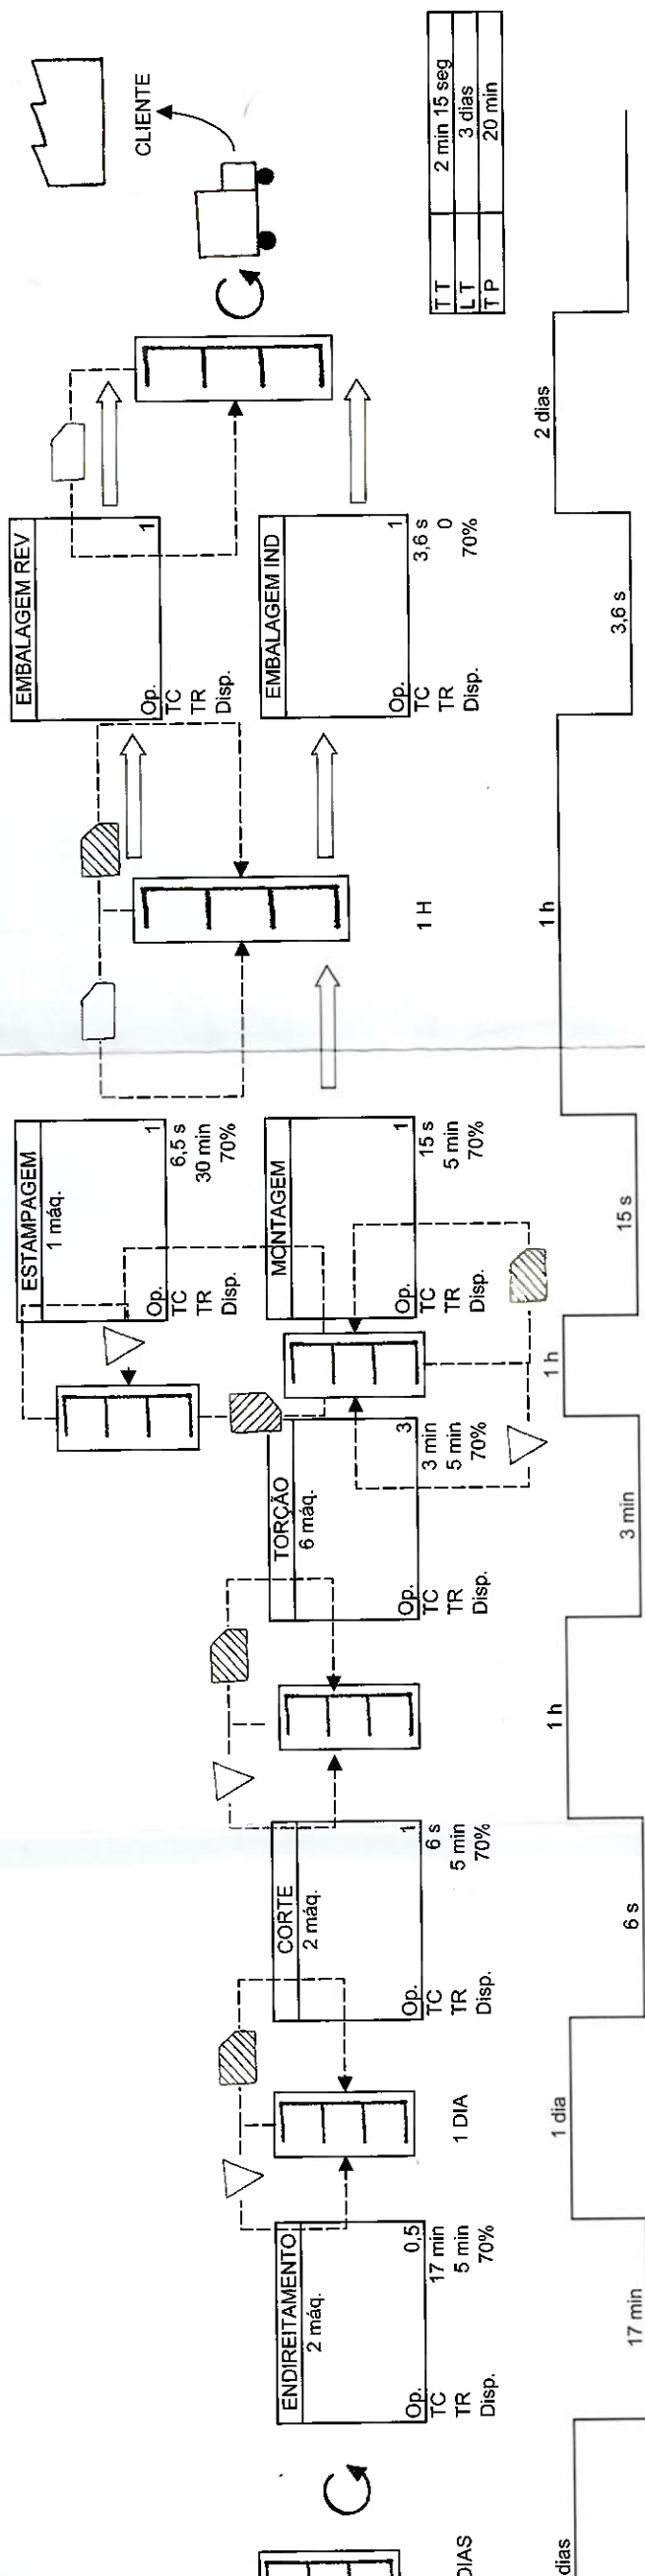 DIAS
ENDIREITAMENTO
2 máq.
Op. 0,5
TC 17 min
TR 5 min
Disp. 70%
1 DIA
CORTE
2 máq.
Op. 1
TC 6 s
TR 5 min
Disp. 70%
TORÇÃO
6 máq.
Op. 3
TC 3 min
TR 5 min
Disp. 70%
ESTAMPAGEM
1 máq.
Op. 1
TC 6,5 s
TR 30 min
Disp. 70%
MONTAGEM
Op. 1
TC 15 s
TR 5 min
Disp. 70%
1 H
EMBALAGEM REV
Op. 1
TC
TR
Disp.
EMBALAGEM IND
Op. 1
TC 3,6 s
TR 0
Disp. 70%
CLIENTE
T T 2 min 15 seg
L T 3 dias
T P 20 min
dias
17 min
1 dia
6 s
1 h
3 min
1 h
15 s
1 h
3,6 s
2 dias